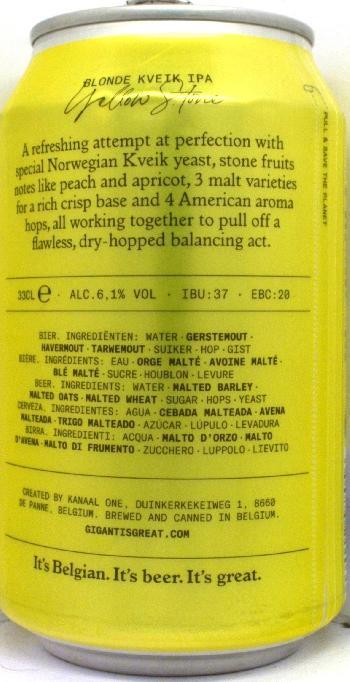 BLONDE KVEIK IPA
Yellow Stone
A refreshing attempt at perfection with
special Norwegian Kveik yeast, stone fruits
notes like peach and apricot, 3 malt varieties
for a rich crisp base and 4 American aroma
hops, all working together to pull off a
flawless, dry-hopped balancing act.
33CL ℮ · ALC.6,1% VOL · IBU:37 · EBC:20
BIER. INGREDIËNTEN: WATER·GERSTEMOUT·
HAVERMOUT·TARWEMOUT·SUIKER·HOP·GIST
BIÈRE. INGRÉDIENTS: EAU·ORGE MALTÉ·AVOINE MALTÉ·
BLÉ MALTÉ·SUCRE·HOUBLON·LEVURE
BEER. INGREDIENTS: WATER·MALTED BARLEY·
MALTED OATS·MALTED WHEAT·SUGAR·HOPS·YEAST
CERVEZA. INGREDIENTES: AGUA·CEBADA MALTEADA·AVENA
MALTEADA·TRIGO MALTEADO·AZÚCAR·LÚPULO·LEVADURA
BIRRA. INGREDIENTI: ACQUA·MALTO D'ORZO·MALTO
D'AVENA·MALTO DI FRUMENTO·ZUCCHERO·LUPPOLO·LIEVITO
CREATED BY KANAAL ONE, DUINKERKEKEIWEG 1, 8660
DE PANNE, BELGIUM. BREWED AND CANNED IN BELGIUM.
GIGANTISGREAT.COM
It's Belgian. It's beer. It's great.
PULL & SAVE THE PLANET